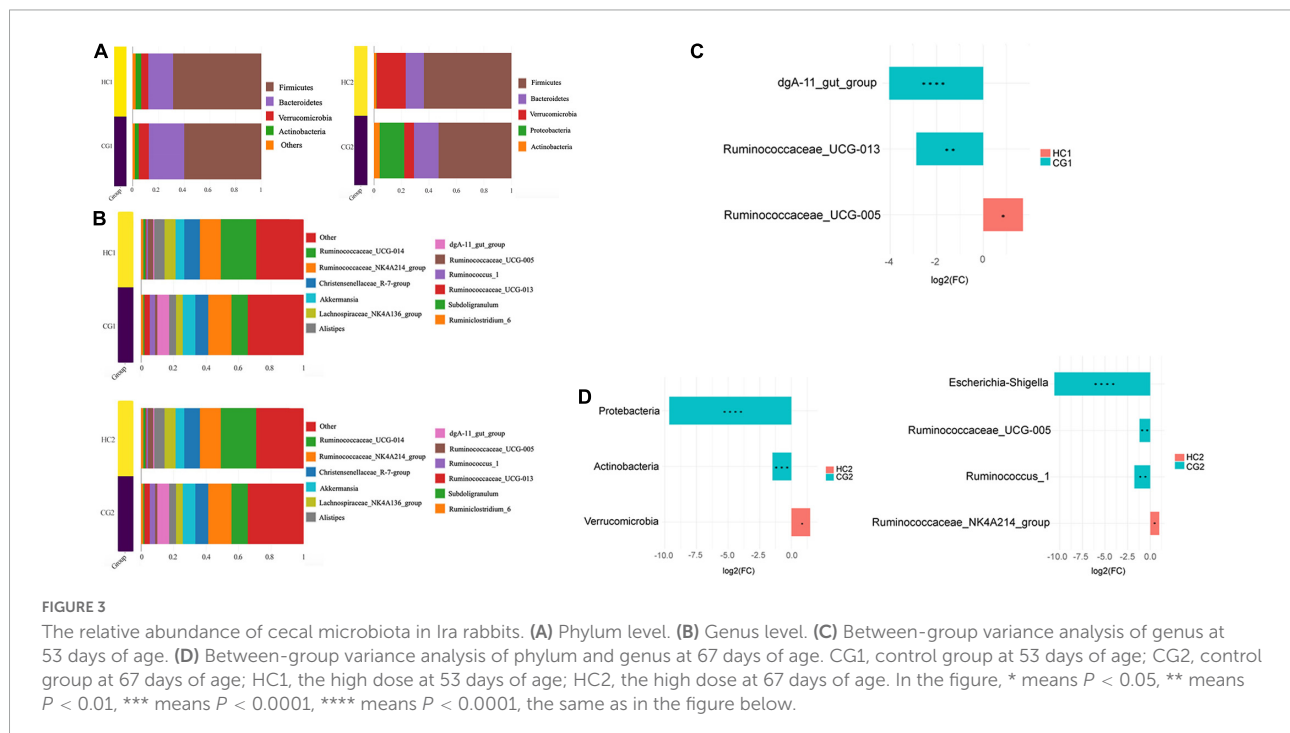 A
HC1
CG1
Group
0
0.2
0.4
0.6
0.8
1
Firmicutes
Bacteroidetes
Verrucomicrobia
Actinobacteria
Others
HC2
CG2
Group
0
0.2
0.4
0.6
0.8
1
Firmicutes
Bacteroidetes
Verrucomicrobia
Proteobacteria
Actinobacteria
B
HC1
CG1
Group
0
0.2
0.4
0.6
0.8
1
Other
Ruminococcaceae_UCG-014
Ruminococcaceae_NK4A214_group
Christensenellaceae_R-7-group
Akkermansia
Lachnospiraceae_NK4A136_group
Alistipes
dgA-11_gut_group
Ruminococcaceae_UCG-005
Ruminococcus_1
Ruminococcaceae_UCG-013
Subdoligranulum
Ruminiclostridium_6
HC2
CG2
Group
0
0.2
0.4
0.6
0.8
1
Other
Ruminococcaceae_UCG-014
Ruminococcaceae_NK4A214_group
Christensenellaceae_R-7-group
Akkermansia
Lachnospiraceae_NK4A136_group
Alistipes
dgA-11_gut_group
Ruminococcaceae_UCG-005
Ruminococcus_1
Ruminococcaceae_UCG-013
Subdoligranulum
Ruminiclostridium_6
C
dgA-11_gut_group
****
Ruminococcaceae_UCG-013
**
Ruminococcaceae_UCG-005
*
-4
-2
0
log2(FC)
HC1
CG1
D
Protebacteria
****
Actinobacteria
***
Verrucomicrobia
*
-10.0
-7.5
-5.0
-2.5
0.0
log2(FC)
HC2
CG2
Escherichia-Shigella
****
Ruminococcaceae_UCG-005
**
Ruminococcus_1
**
Ruminococcaceae_NK4A214_group
*
-10.0
-7.5
-5.0
-2.5
0.0
log2(FC)
HC2
CG2
FIGURE 3
The relative abundance of cecal microbiota in Ira rabbits. (A) Phylum level. (B) Genus level. (C) Between-group variance analysis of genus at
53 days of age. (D) Between-group variance analysis of phylum and genus at 67 days of age. CG1, control group at 53 days of age; CG2, control
group at 67 days of age; HC1, the high dose at 53 days of age; HC2, the high dose at 67 days of age. In the figure, * means P < 0.05, ** means
P < 0.01, *** means P < 0.0001, **** means P < 0.0001, the same as in the figure below.